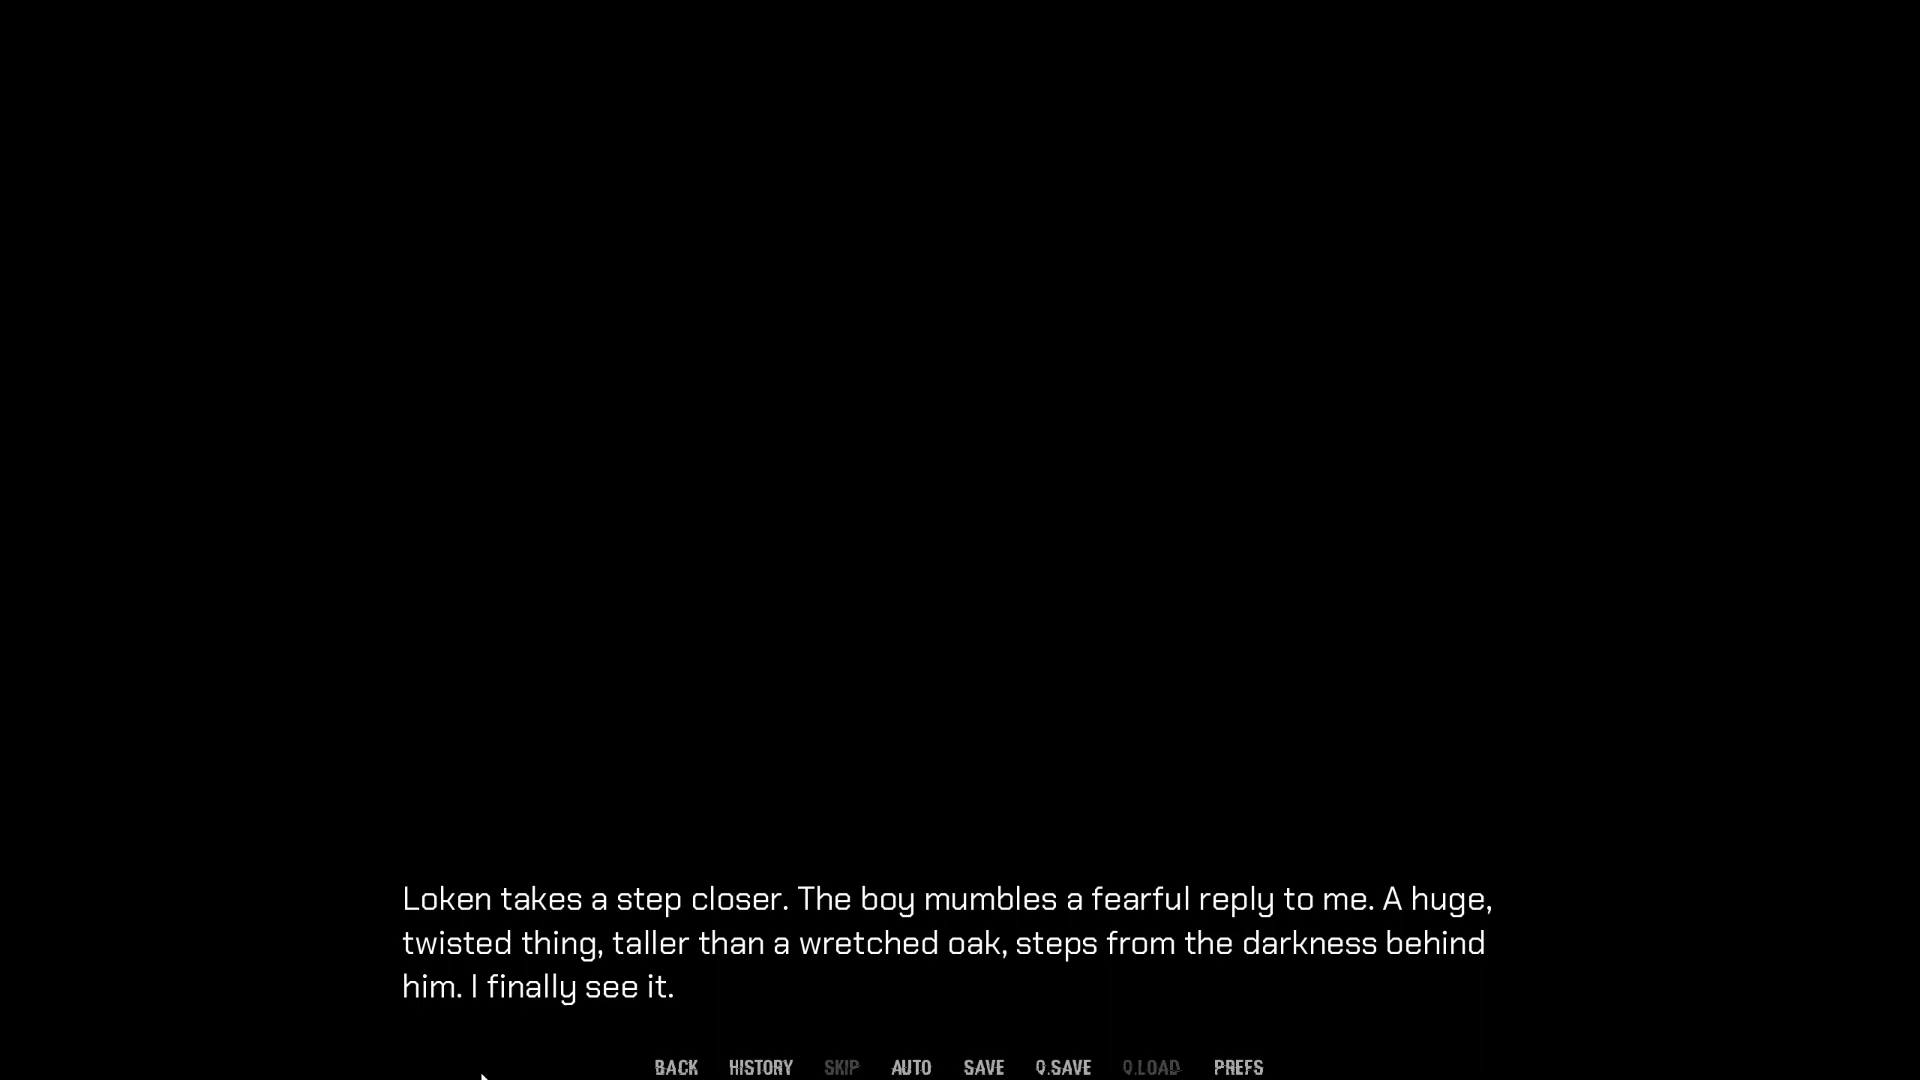 Loken takes a step closer. The boy mumbles a fearful reply to me. A huge,
twisted thing, taller than a wretched oak, steps from the darkness behind
him. I finally see it.
BACK HISTORY SKIP AUTO SAVE Q.SAVE Q.LOAD PREFS